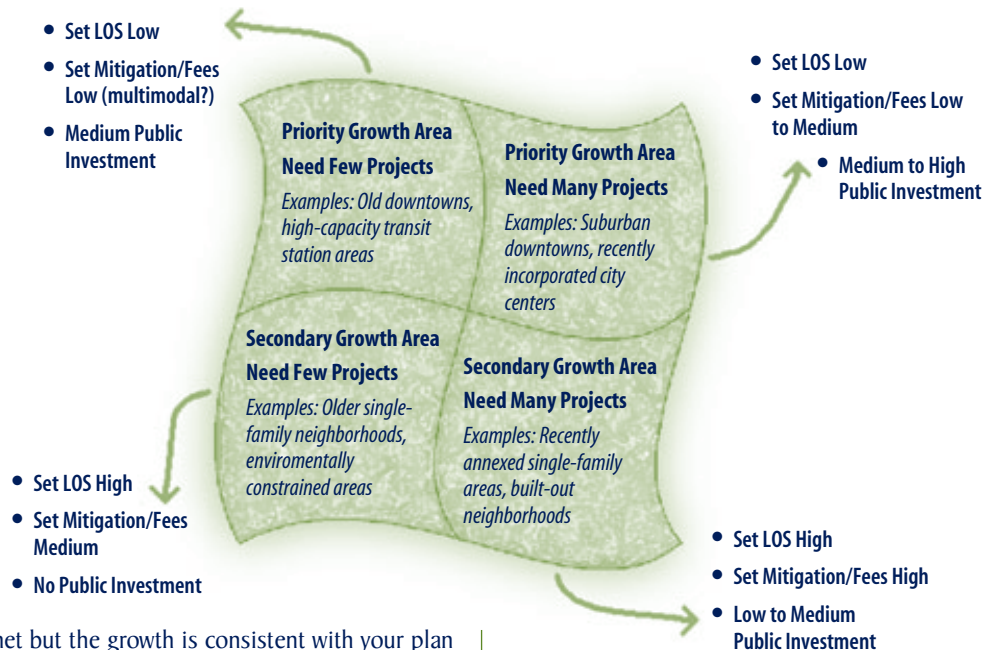 • Set LOS Low
• Set Mitigation/Fees
Low (multimodal?)
• Medium Public
Investment
• Set LOS Low
• Set Mitigation/Fees Low
to Medium
• Medium to High
Public Investment
Priority Growth Area
Need Few Projects
Examples: Old downtowns,
high-capacity transit
station areas
Priority Growth Area
Need Many Projects
Examples: Suburban
downtowns, recently
incorporated city
centers
Secondary Growth Area
Need Few Projects
Examples: Older single-
family neighborhoods,
enviromentally
constrained areas
Secondary Growth Area
Need Many Projects
Examples: Recently
annexed single-family
areas, built-out
neighborhoods
• Set LOS High
• Set Mitigation/Fees
Medium
• No Public Investment
• Set LOS High
• Set Mitigation/Fees High
• Low to Medium
Public Investment
net but the growth is consistent with your plan